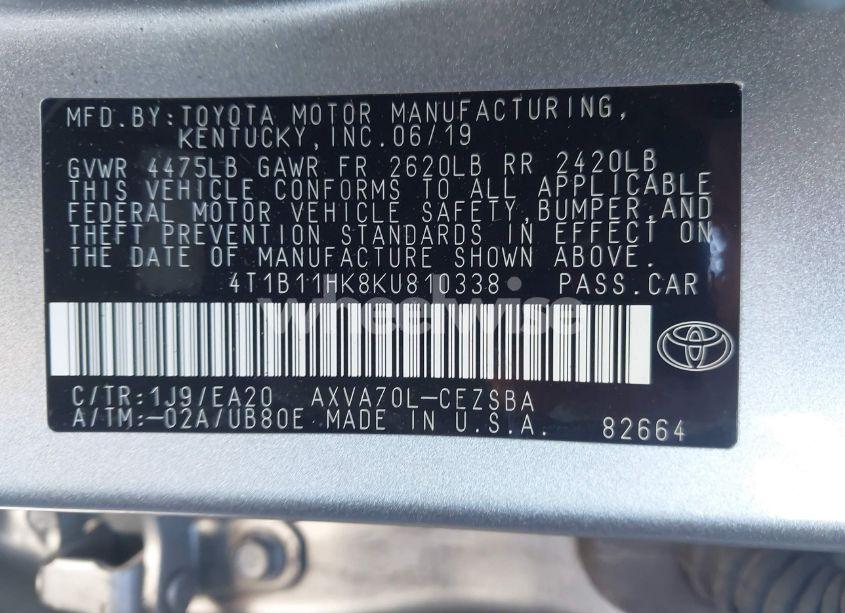 MFD.BY:TOYOTA MOTOR MANUFACTURING,
KENTUCKY,INC.06/19
GVWR 4475LB GAWR FR 2620LB RR 2420LB
THIS VEHICLE CONFORMS TO ALL APPLICABLE
FEDERAL MOTOR VEHICLE SAFETY,BUMPER,AND
THEFT PREVENTION STANDARDS IN EFFECT ON
THE DATE OF MANUFACTURE SHOWN ABOVE.
4T1B11HK8KU810338 PASS.CAR
wheelwise
C/TR:1J9/EA20 AXVA70L-CEZSBA
A/TM:-02A/UB80E MADE IN U.S.A. 82664